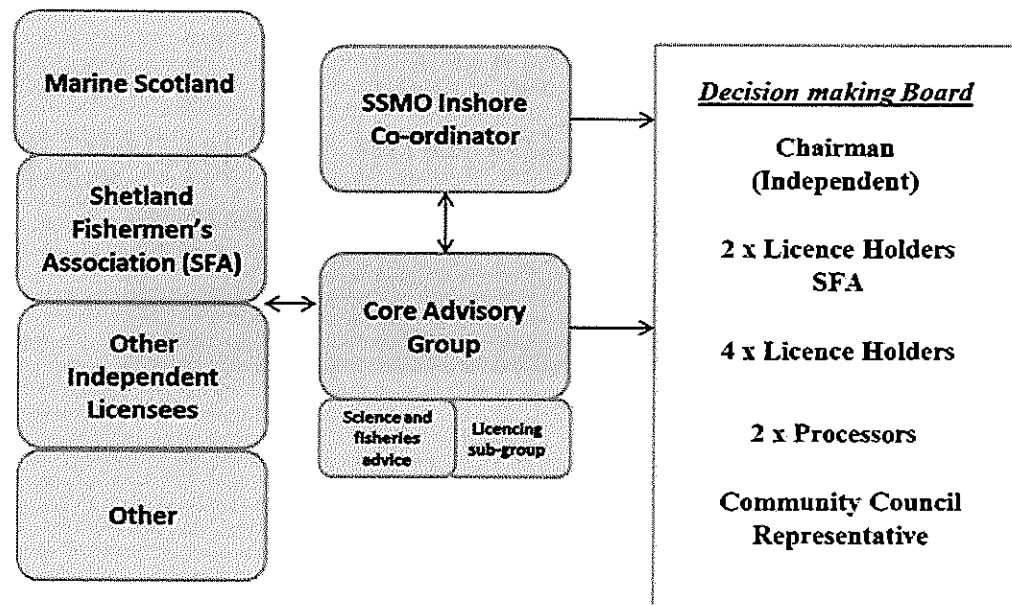 Marine Scotland
Shetland
Fishermen's
Association (SFA)
Other
Independent
Licensees
Other
SSMO Inshore
Co-ordinator
Core Advisory
Group
Science and
fisheries
advice
Licencing
sub-group
Decision making Board
Chairman
(Independent)
2 x Licence Holders
SFA
4 x Licence Holders
2 x Processors
Community Council
Representative